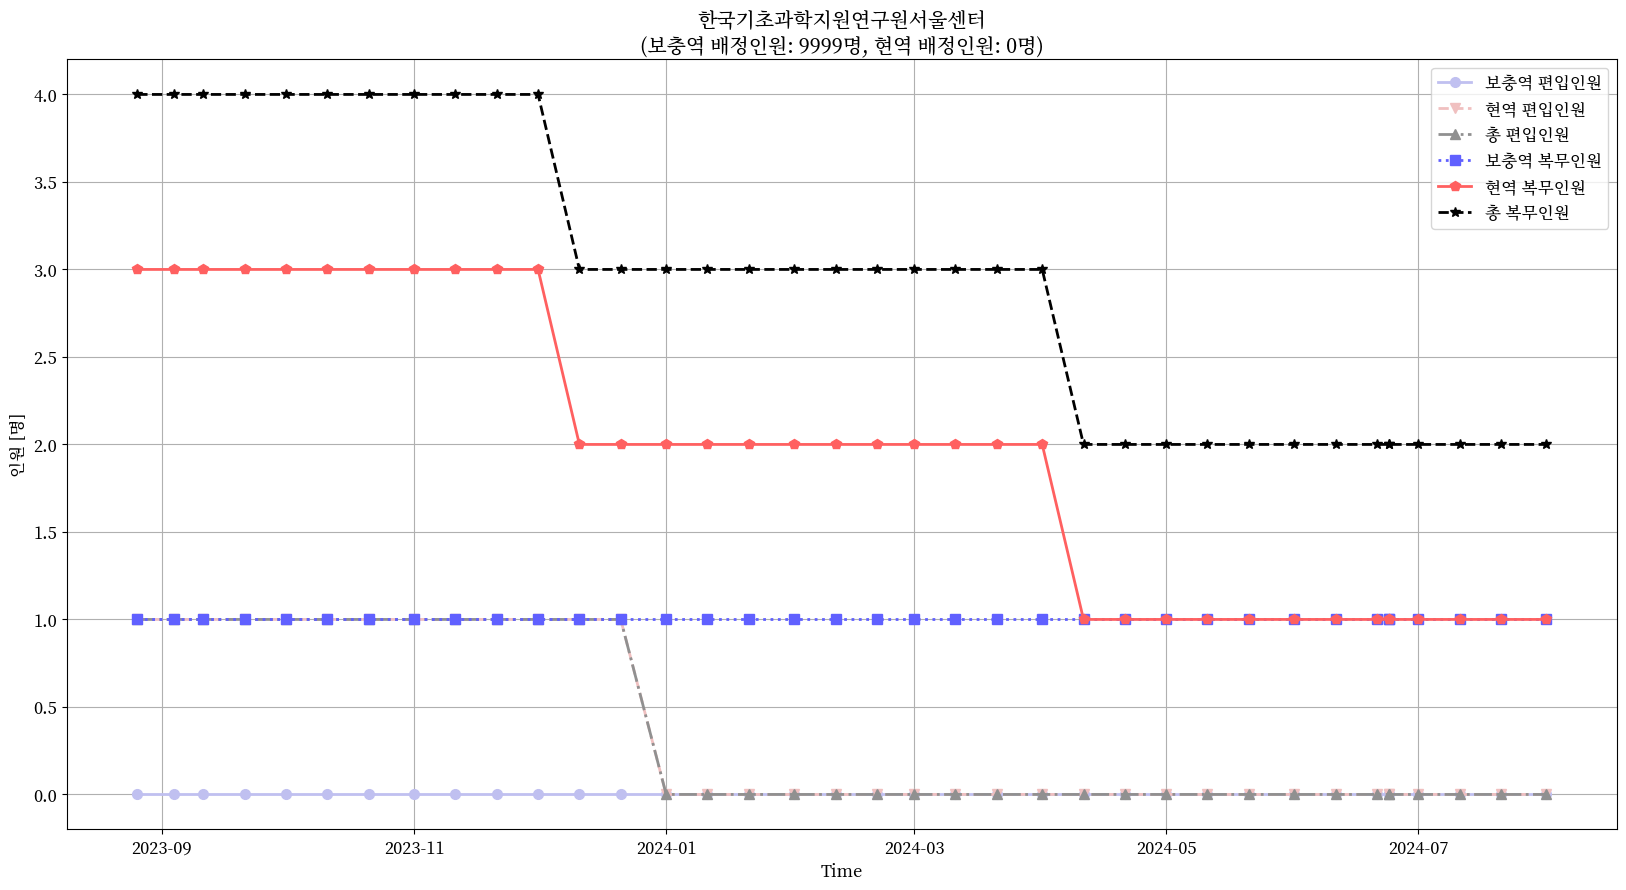 한국기초과학지원연구원서울센터
(보충역 배정인원: 9999명, 현역 배정인원: 0명)
보충역 편입인원
현역 편입인원
총 편입인원
보충역 복무인원
현역 복무인원
총 복무인원
인원 [명]
4.0
3.5
3.0
2.5
2.0
1.5
1.0
0.5
0.0
2023-09
2023-11
2024-01
2024-03
2024-05
2024-07
Time